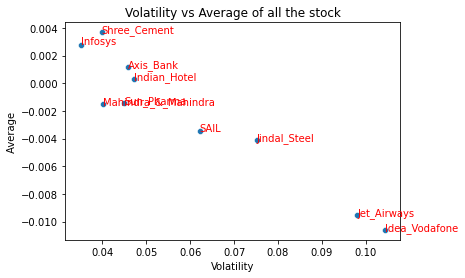 Volatility vs Average of all the stock
0.004
0.002
0.000
−0.002
−0.004
−0.006
−0.008
−0.010
Average
Shree_Cement
Infosys
Axis_Bank
Indian_Hotel
Mahindra_&_Mahindra
Sun_Pharma
SAIL
Jindal_Steel
Jet_Airways
Idea_Vodafone
0.04 0.05 0.06 0.07 0.08 0.09 0.10
Volatility